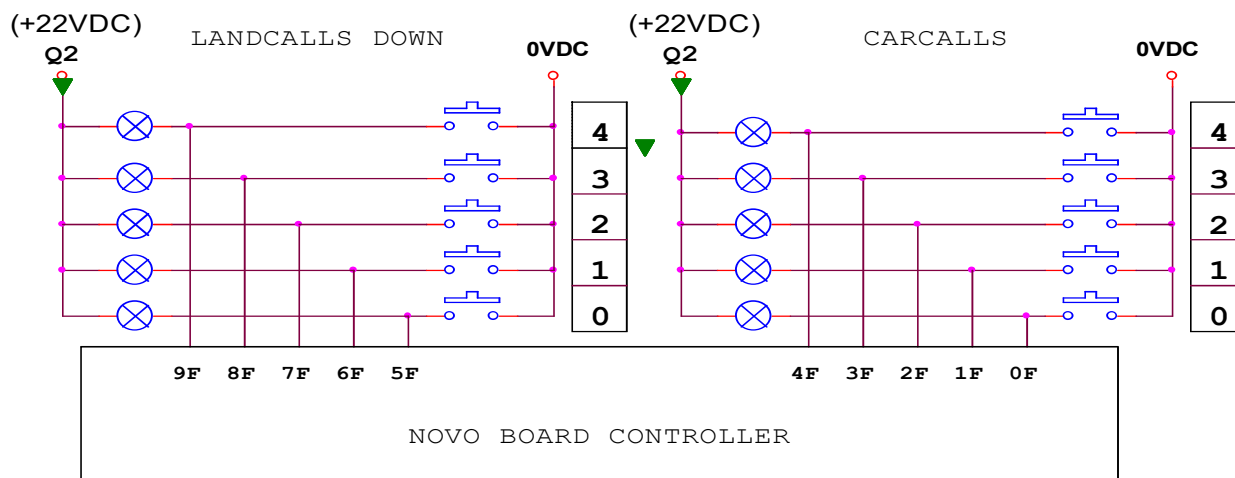 (+22VDC) (+22VDC)
LANDCALLS DOWN CARCALLS
Q2 0VDC Q2 0VDC
4 4
3 3
2 2
1 1
0 0
9F 8F 7F 6F 5F 4F 3F 2F 1F 0F
NOVO BOARD CONTROLLER